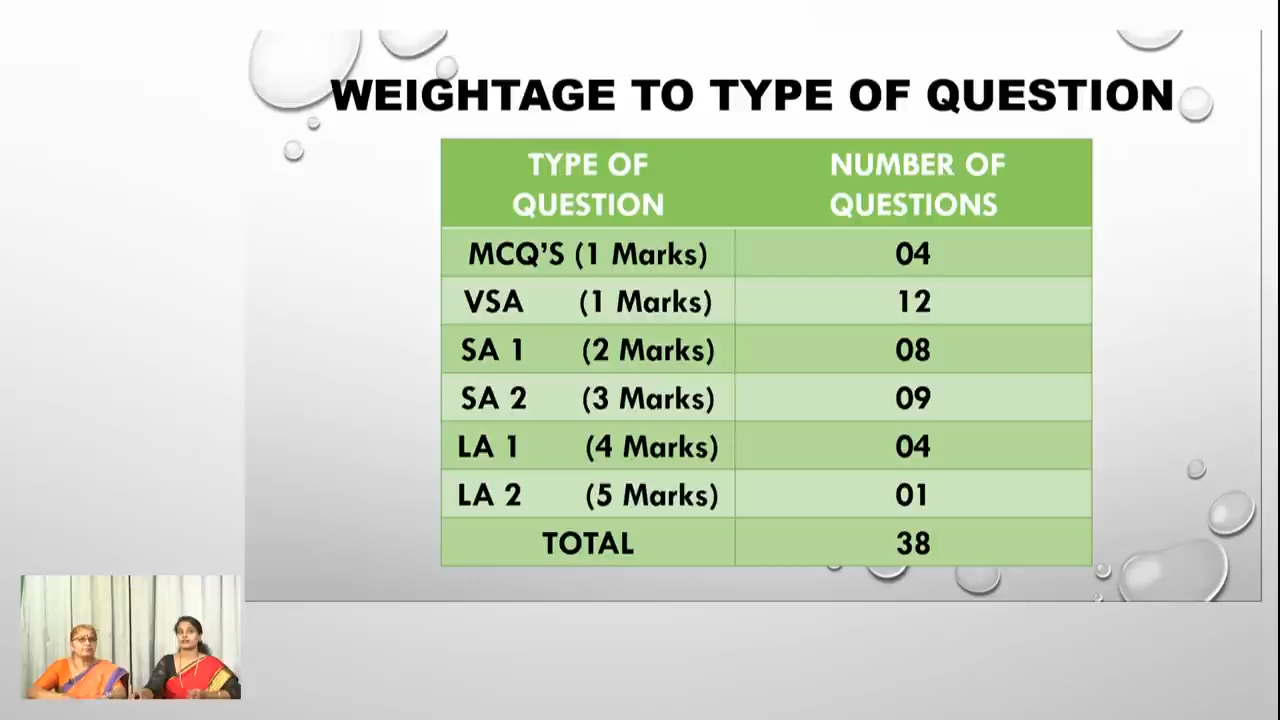 WEIGHTAGE TO TYPE OF QUESTION
TYPE OF QUESTION NUMBER OF QUESTIONS
MCQ'S (1 Marks) 04
VSA (1 Marks) 12
SA 1 (2 Marks) 08
SA 2 (3 Marks) 09
LA 1 (4 Marks) 04
LA 2 (5 Marks) 01
TOTAL 38